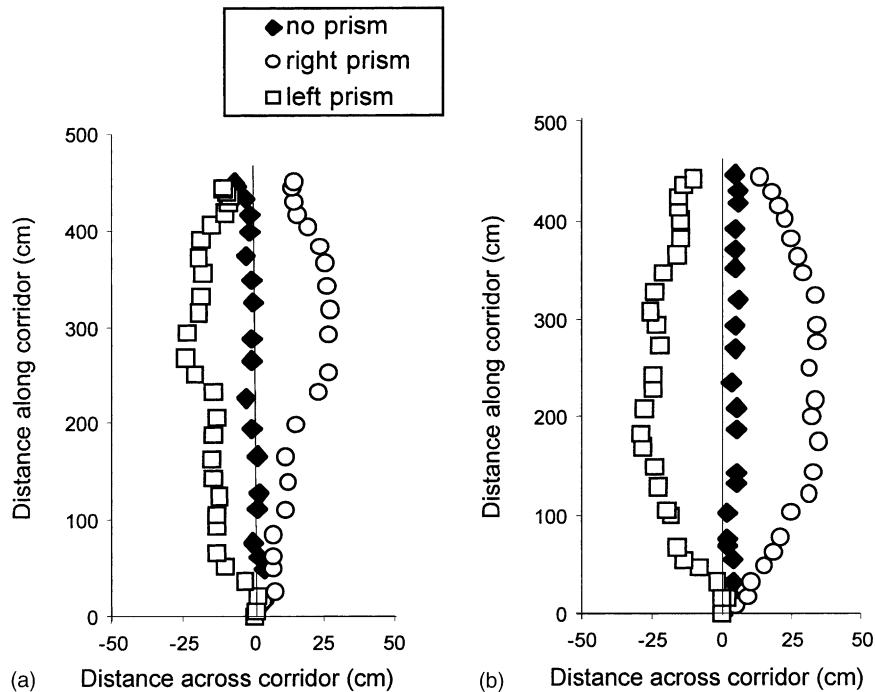 no prism
right prism
left prism
500
400
300
200
100
0
-50
-25
0
25
50
Distance along corridor (cm)
Distance across corridor (cm)
(a)
500
400
300
200
100
0
-50
-25
0
25
50
Distance along corridor (cm)
Distance across corridor (cm)
(b)